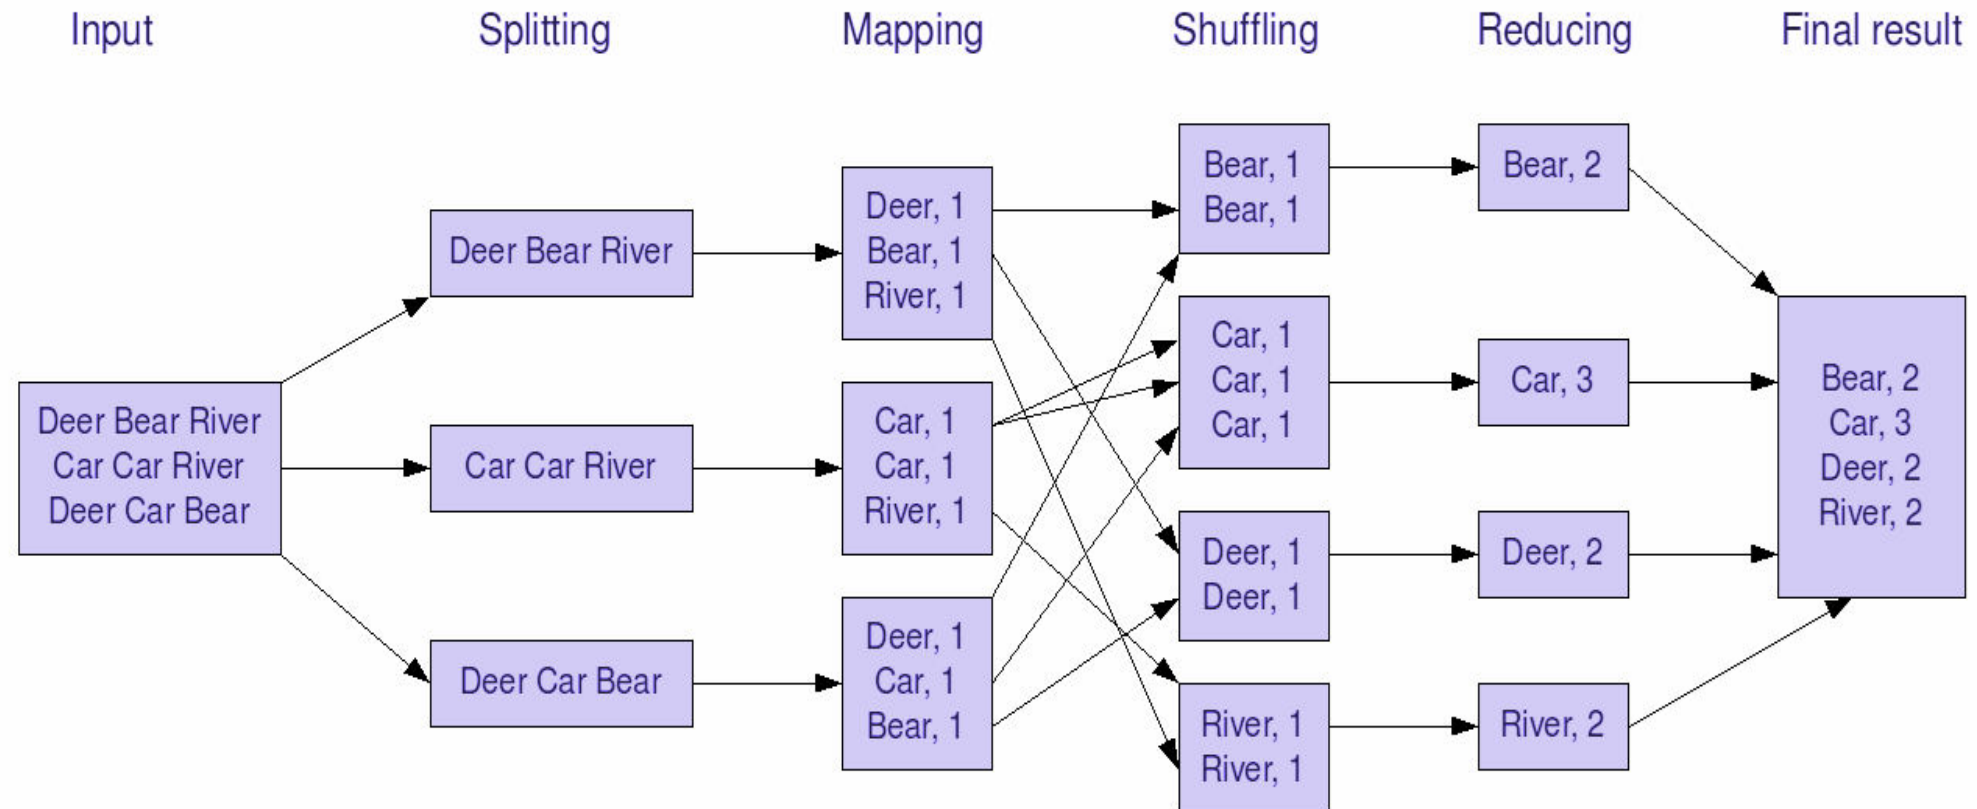 Input
Splitting
Mapping
Shuffling
Reducing
Final result
Deer Bear River
Car Car River
Deer Car Bear
Deer Bear River
Car Car River
Deer Car Bear
Deer, 1
Bear, 1
River, 1
Car, 1
Car, 1
River, 1
Deer, 1
Car, 1
Bear, 1
Bear, 1
Bear, 1
Car, 1
Car, 1
Car, 1
Deer, 1
Deer, 1
River, 1
River, 1
Bear, 2
Car, 3
Deer, 2
River, 2
Bear, 2
Car, 3
Deer, 2
River, 2